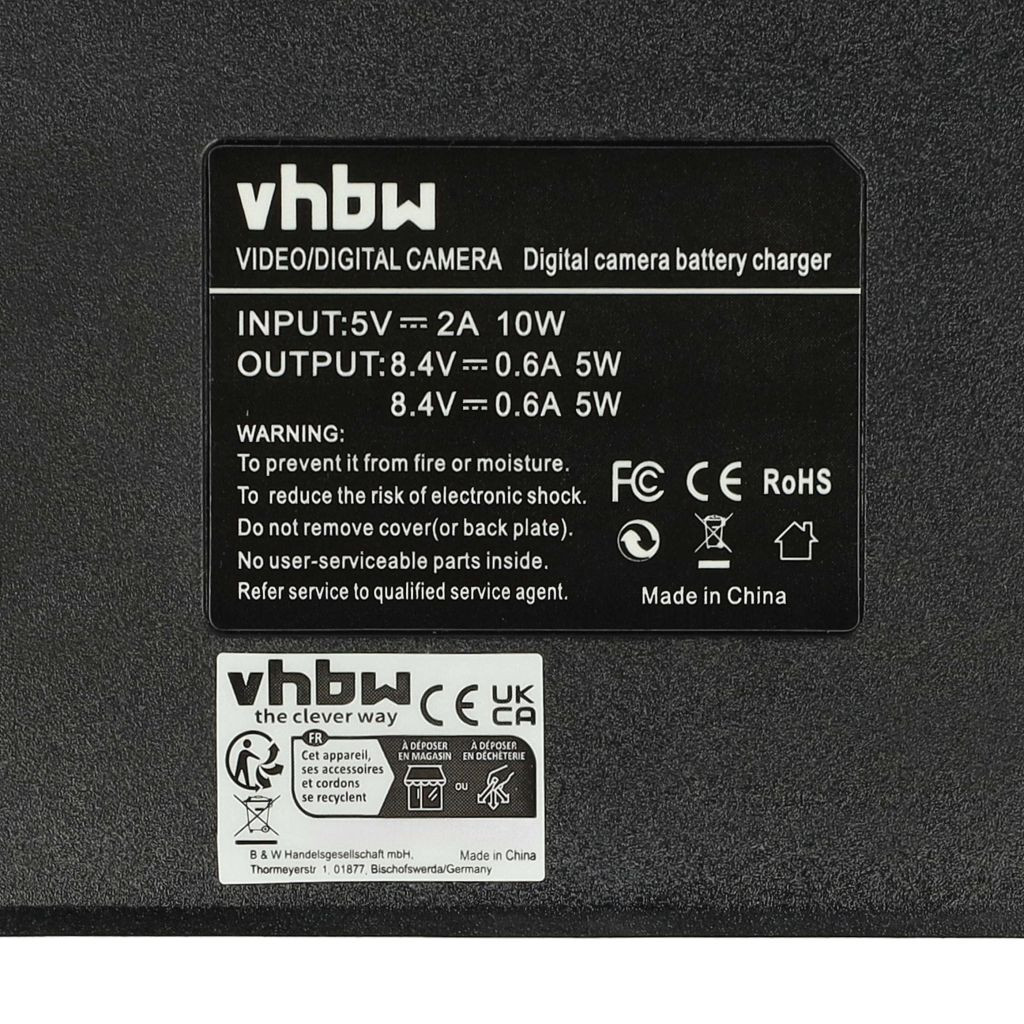 vhbw
VIDEO/DIGITAL CAMERA Digital camera battery charger
INPUT:5V⎓2A 10W
OUTPUT:8.4V⎓0.6A 5W
8.4V⎓0.6A 5W
WARNING:
To prevent it from fire or moisture.
To reduce the risk of electronic shock.
Do not remove cover(or back plate).
No user-serviceable parts inside.
Refer service to qualified service agent.
FC CE RoHS
Made in China
vhbw
the clever way
CE UK
CA
FR
Cet appareil,
ses accessoires
et cordons
se recyclent
À DÉPOSER
EN MAGASIN
ou
À DÉPOSER
EN DÉCHÈTERIE
B & W Handelsgesellschaft mbH, Made in China
Thormeyerstr 1, 01877, Bischofswerda/Germany